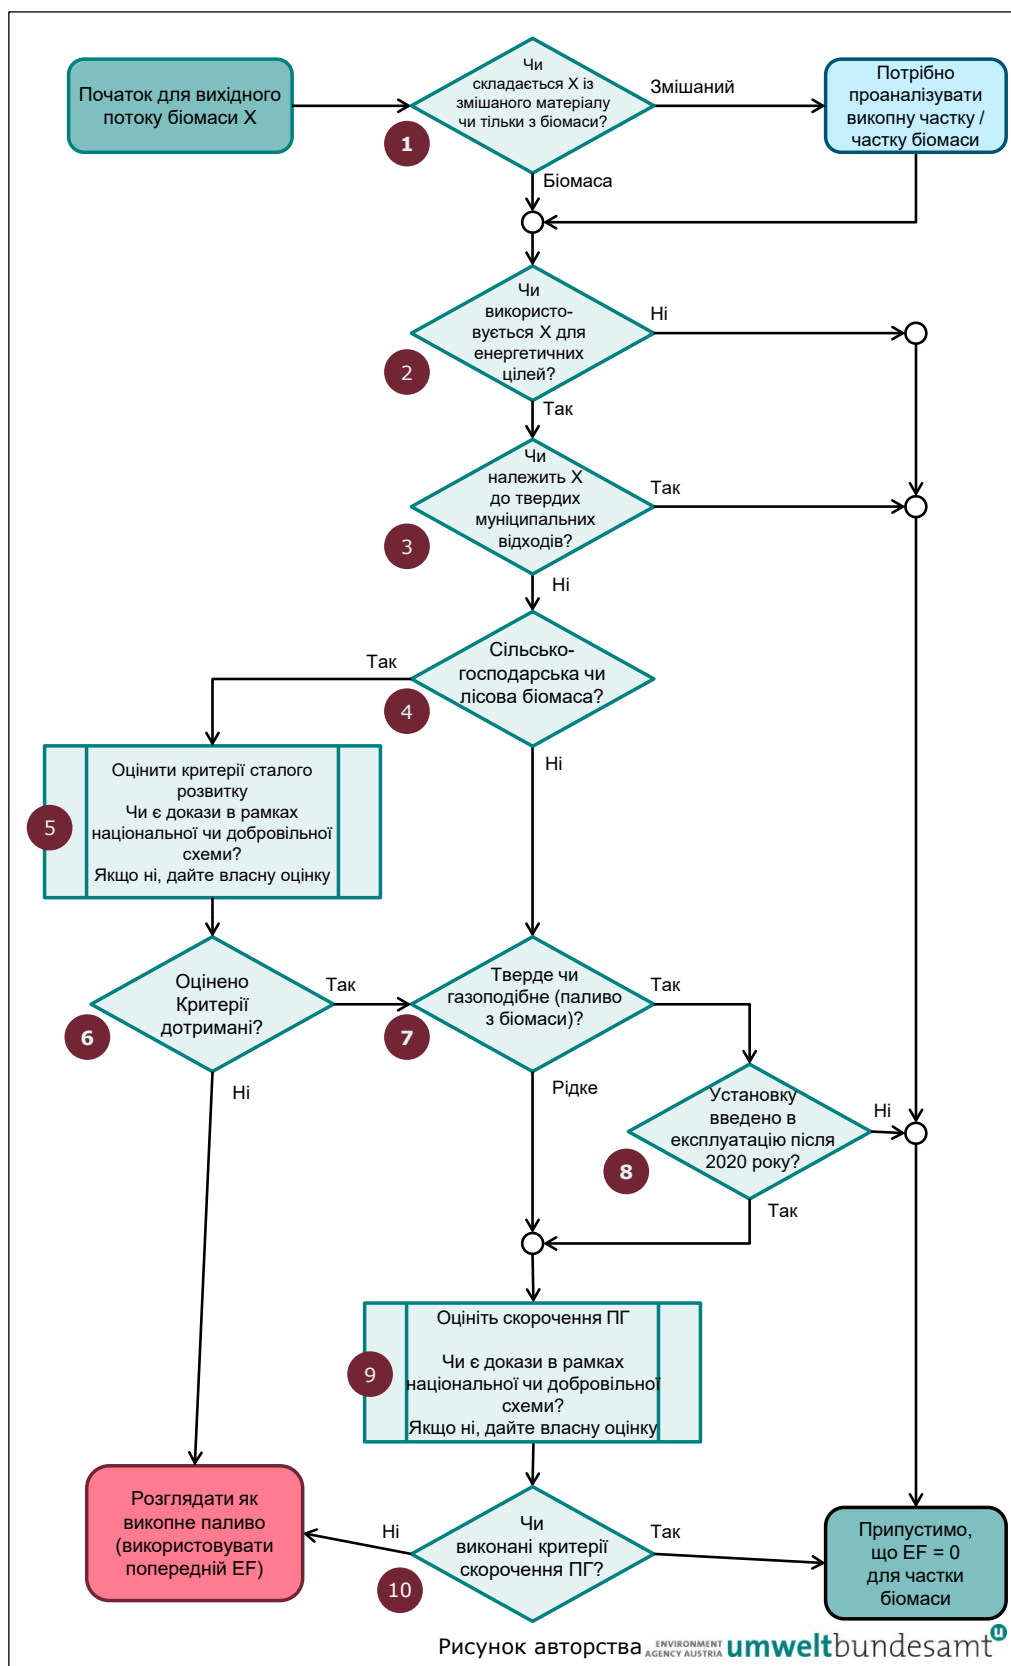 Початок для вихідного
потоку біомаси X
Чи
складається X із
змішаного матеріалу
чи тільки з біомаси?
1
Змішаний
Потрібно
проаналізувати
викопну частку /
частку біомаси
Біомаса
Чи
використо-
вується X для
енергетичних
цілей?
2
Ні
Так
Чи
належить X
до твердих
муніципальних
відходів?
3
Так
Ні
Сільсько-
господарська чи
лісова біомаса?
4
Так
Ні
Оцінити критерії сталого
розвитку
Чи є докази в рамках
національної чи добровільної
схеми?
Якщо ні, дайте власну оцінку
5
Оцінено
Критерії
дотримані?
6
Так
Ні
Тверде чи
газоподібне (паливо
з біомаси)?
7
Так
Рідке
Установку
введено в
експлуатацію після
2020 року?
8
Ні
Так
Оцініть скорочення ПГ
Чи є докази в рамках
національної чи добровільної
схеми?
Якщо ні, дайте власну оцінку
9
Розглядати як
викопне паливо
(використовувати
попередній EF)
Ні
Чи
виконані критерії
скорочення ПГ?
10
Так
Припустимо,
що EF = 0
для частки
біомаси
Рисунок авторства
ENVIRONMENT
AGENCY AUSTRIA
umweltbundesamt
u